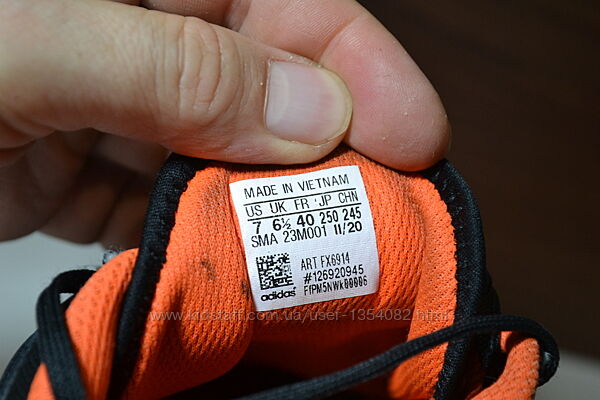 MADE IN VIETNAM
US UK FR JP CHN
7 6½ 40 250 245
SMA 23M001 11/20
ART FX6914
#126920945
FfPM5NWk00006
adidas
www.kidstaff.com.ua/user-1354082.html